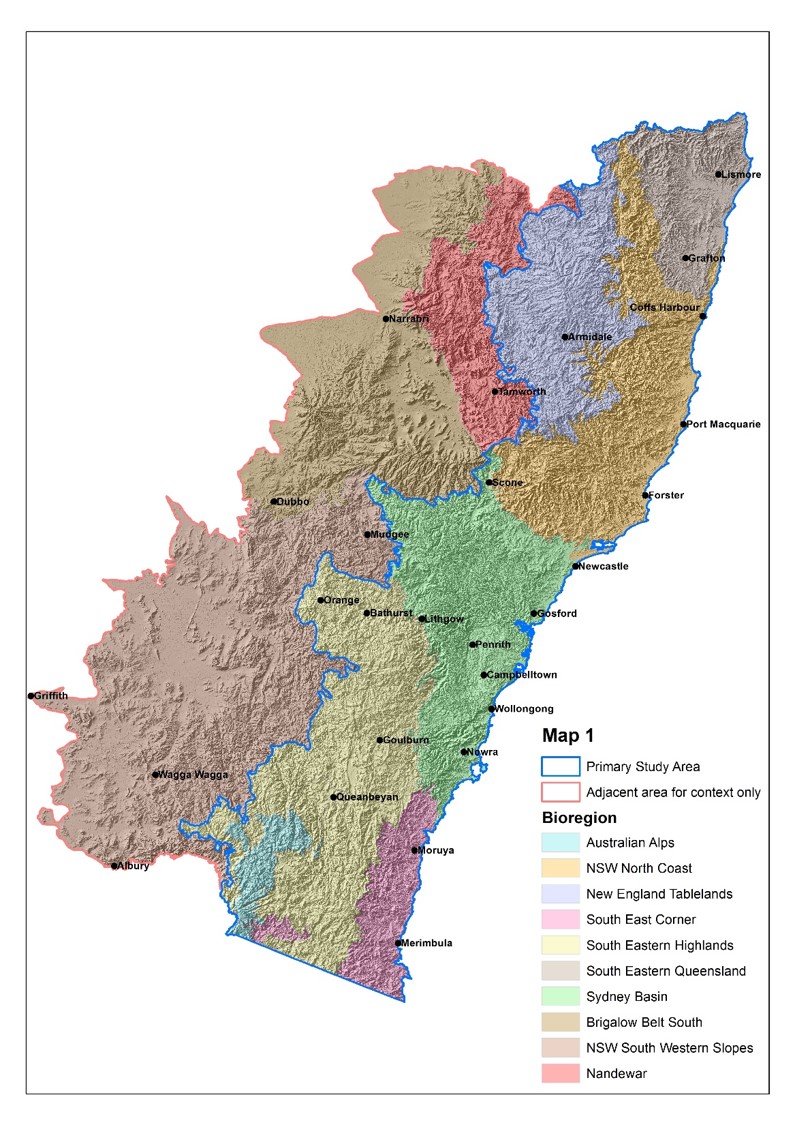 Lismore
Grafton
Coffs Harbour
Narrabri
Armidale
Tamworth
Port Macquarie
Scone
Forster
Dubbo
Mudgee
Newcastle
Orange
Bathurst
Lithgow
Gosford
Penrith
Campbelltown
Griffith
Wollongong
Goulburn
Nowra
Wagga Wagga
Queanbeyan
Moruya
Albury
Merimbula
Map 1
Primary Study Area
Adjacent area for context only
Bioregion
Australian Alps
NSW North Coast
New England Tablelands
South East Corner
South Eastern Highlands
South Eastern Queensland
Sydney Basin
Brigalow Belt South
NSW South Western Slopes
Nandewar